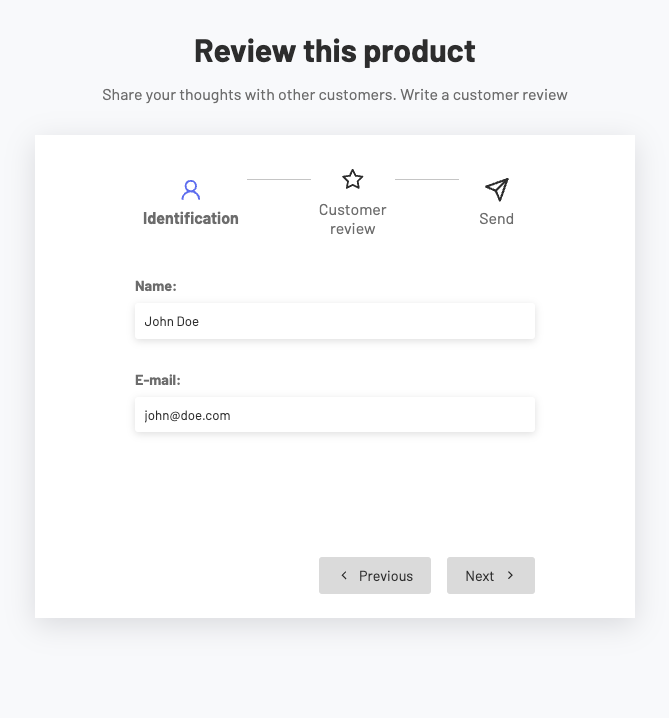 Review this product
Share your thoughts with other customers. Write a customer review
Identification
Customer
review
Send
Name:
John Doe
E-mail:
john@doe.com
Previous
Next